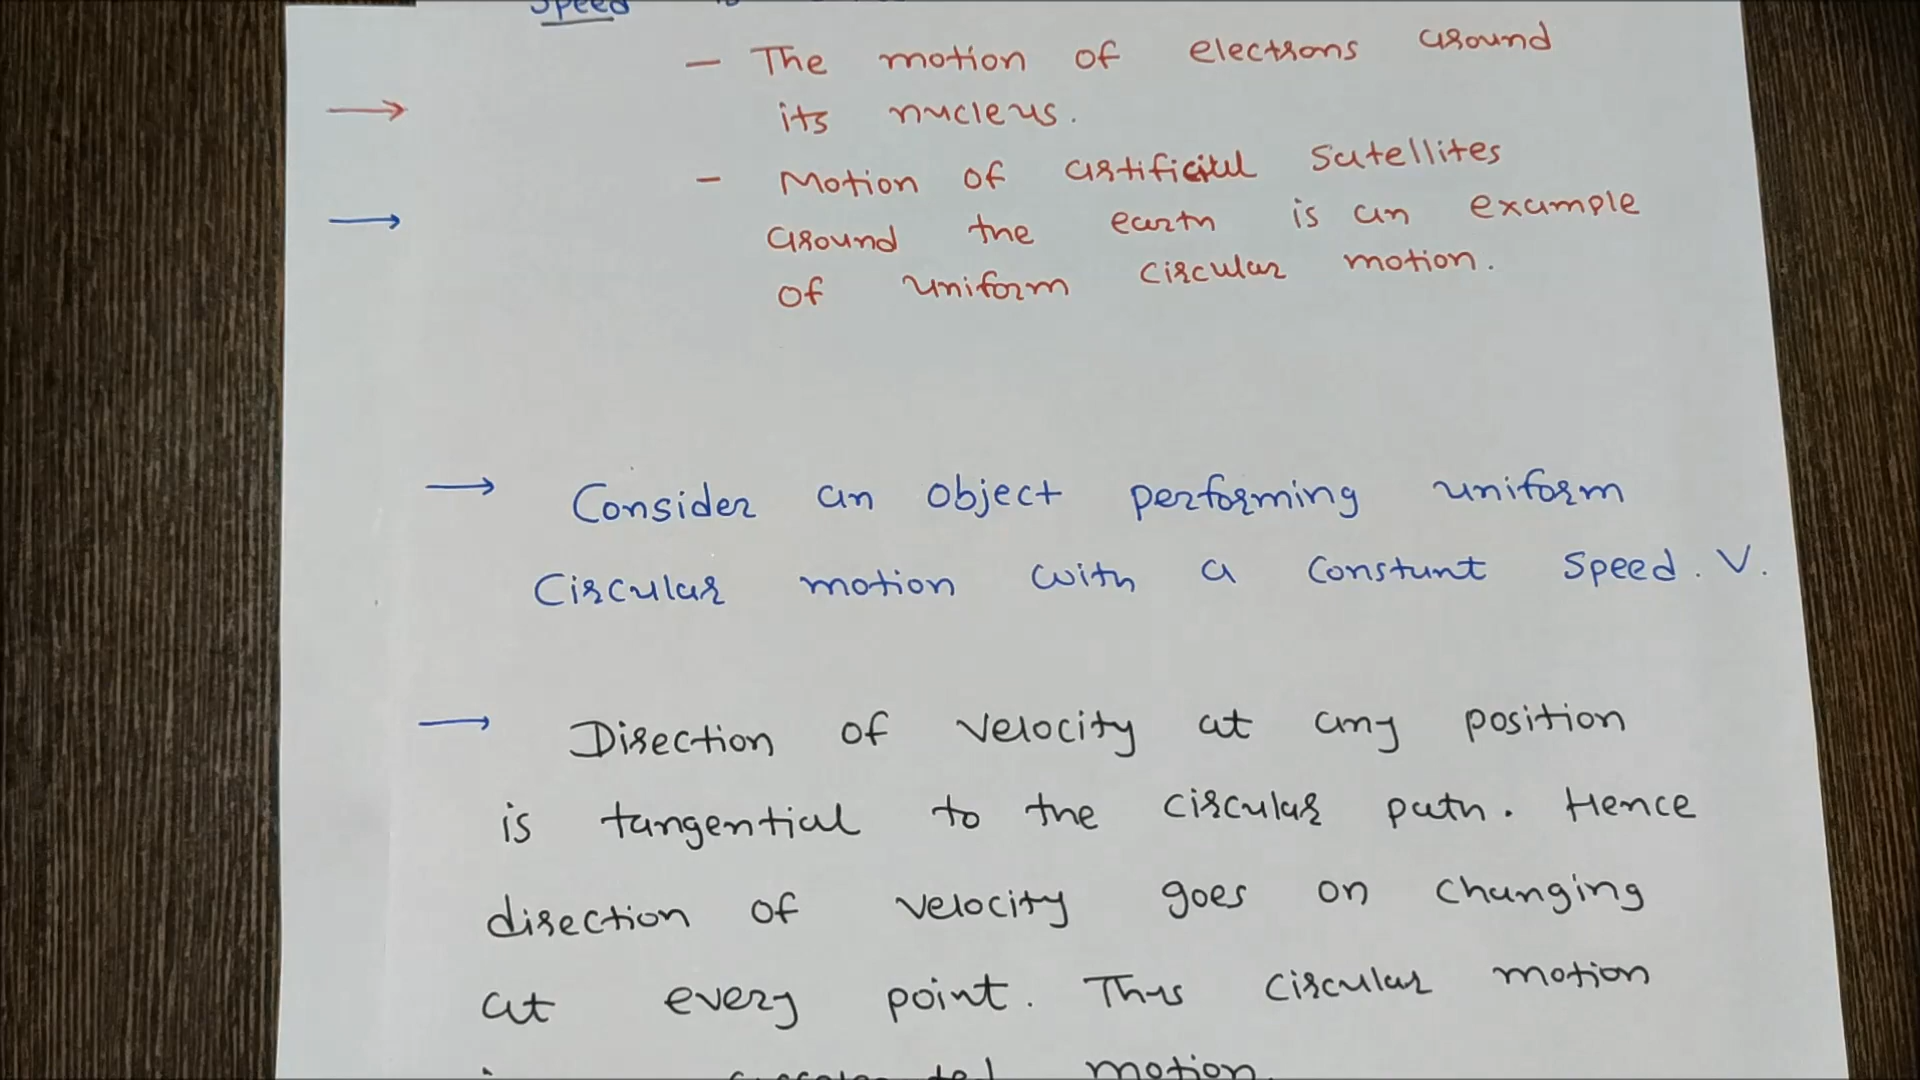 Speed
– The motion of electrons around
its nucleus.
– Motion of artificial satellites
around the earth is an example
of uniform circular motion.
→ Consider an object performing uniform
Circular motion with a constant speed. V.
→ Direction of velocity at any position
is tangential to the circular path. Hence
direction of velocity goes on changing
at every point. Thus circular motion
motion.